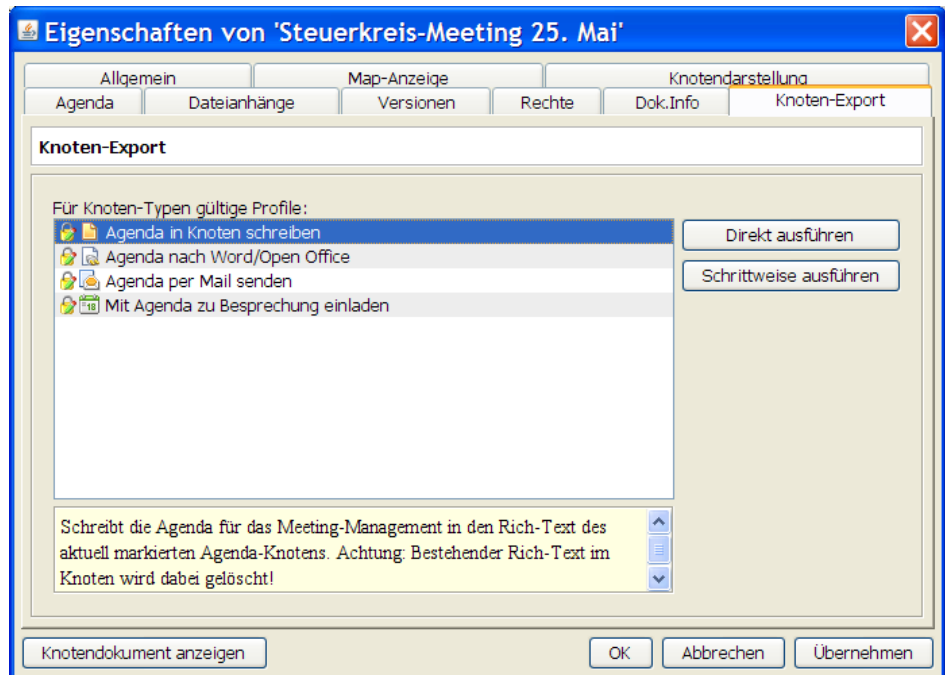 Eigenschaften von 'Steuerkreis-Meeting 25. Mai'
Allgemein
Map-Anzeige
Knotendarstellung
Agenda
Dateianhänge
Versionen
Rechte
Dok.Info
Knoten-Export
Knoten-Export
Für Knoten-Typen gültige Profile:
Agenda in Knoten schreiben
Agenda nach Word/Open Office
Agenda per Mail senden
18 Mit Agenda zu Besprechung einladen
Direkt ausführen
Schrittweise ausführen
Schreibt die Agenda für das Meeting-Management in den Rich-Text des
aktuell markierten Agenda-Knotens. Achtung: Bestehender Rich-Text im
Knoten wird dabei gelöscht!
Knotendokument anzeigen
OK
Abbrechen
Übernehmen